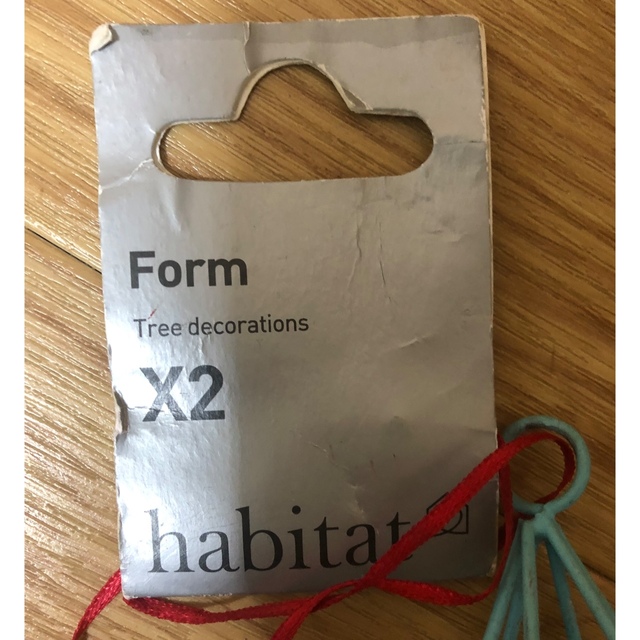 Form
Tree decorations
X2
habitat